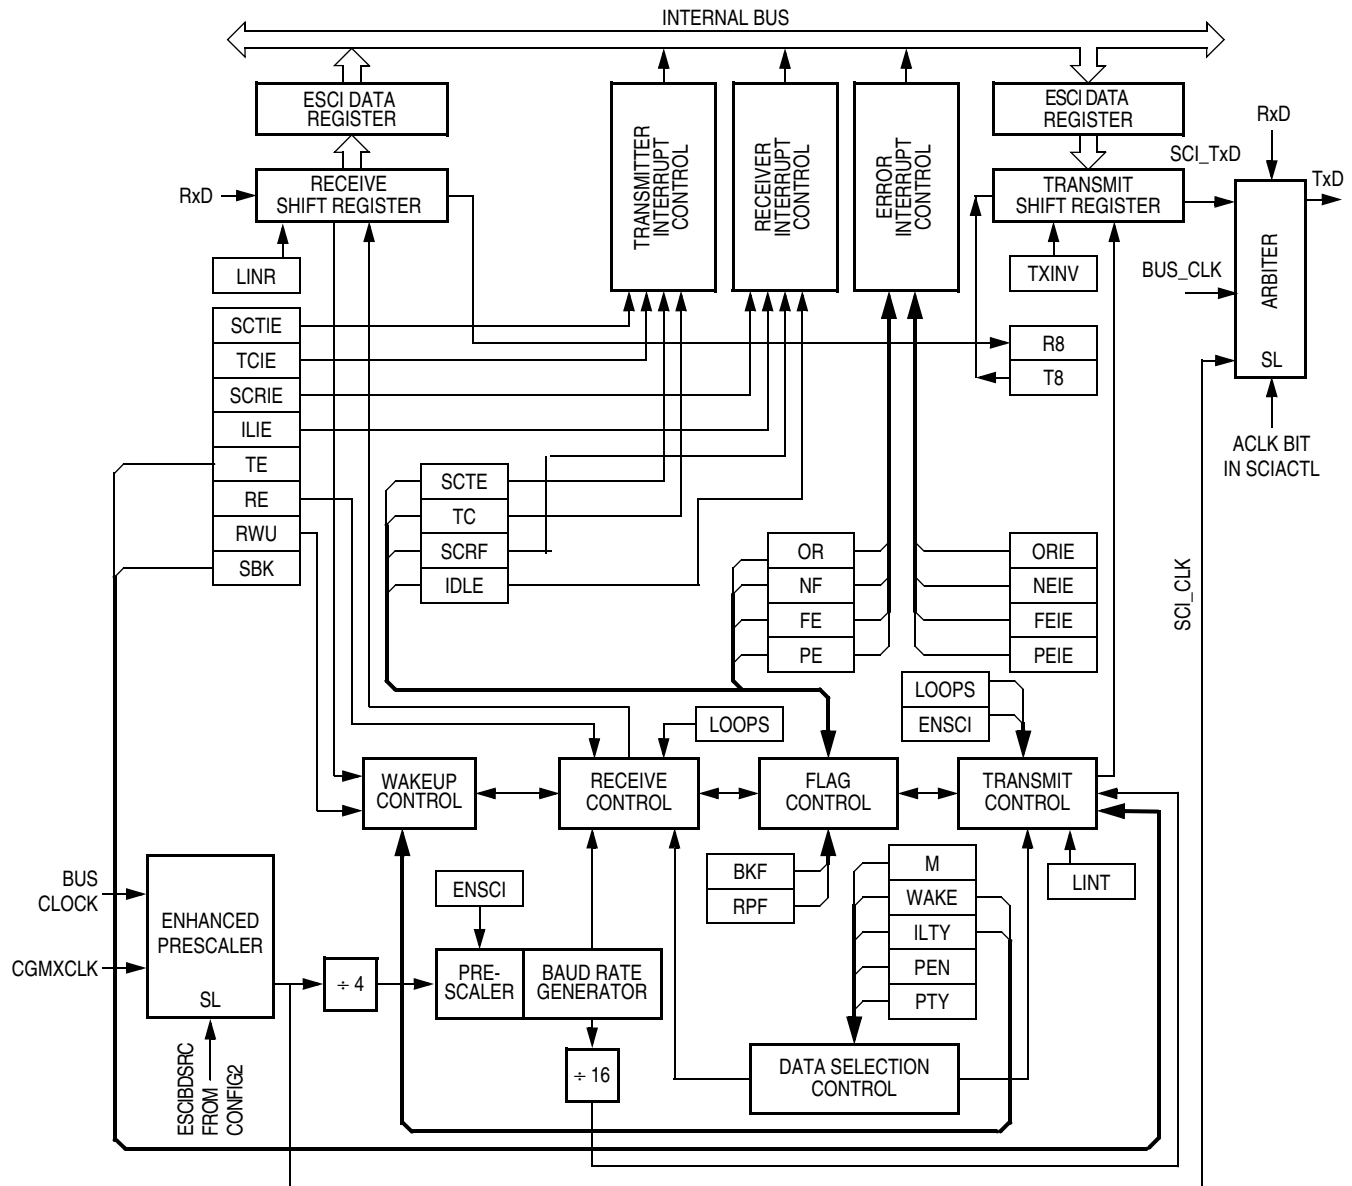 INTERNAL BUS
ESCI DATA
REGISTER
RECEIVE
SHIFT REGISTER
RxD
LINR
TRANSMITTER
INTERRUPT
CONTROL
RECEIVER
INTERRUPT
CONTROL
ERROR
INTERRUPT
CONTROL
ESCI DATA
REGISTER
TRANSMIT
SHIFT REGISTER
TXINV
SCI_TxD
RxD
TxD
BUS_CLK
ARBITER
SL
ACLK BIT
IN SCIACTL
R8
T8
SCTIE
TCIE
SCRIE
ILIE
TE
RE
RWU
SBK
SCTE
TC
SCRF
IDLE
OR
NF
FE
PE
ORIE
NEIE
FEIE
PEIE
SCI_CLK
LOOPS
LOOPS
ENSCI
WAKEUP
CONTROL
RECEIVE
CONTROL
FLAG
CONTROL
TRANSMIT
CONTROL
BKF
RPF
M
WAKE
ILTY
PEN
PTY
LINT
BUS
CLOCK
CGMXCLK
ENHANCED
PRESCALER
SL
ESCIBDSRC
FROM
CONFIG2
÷ 4
ENSCI
PRE-
SCALER
BAUD RATE
GENERATOR
÷ 16
DATA SELECTION
CONTROL